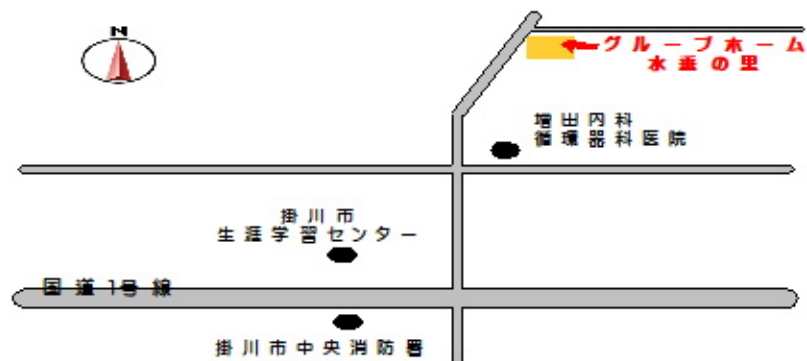 N
グループホーム
水垂の里
増田内科
循環器科医院
掛川市
生涯学習センター
国道1号線
掛川市中央消防署